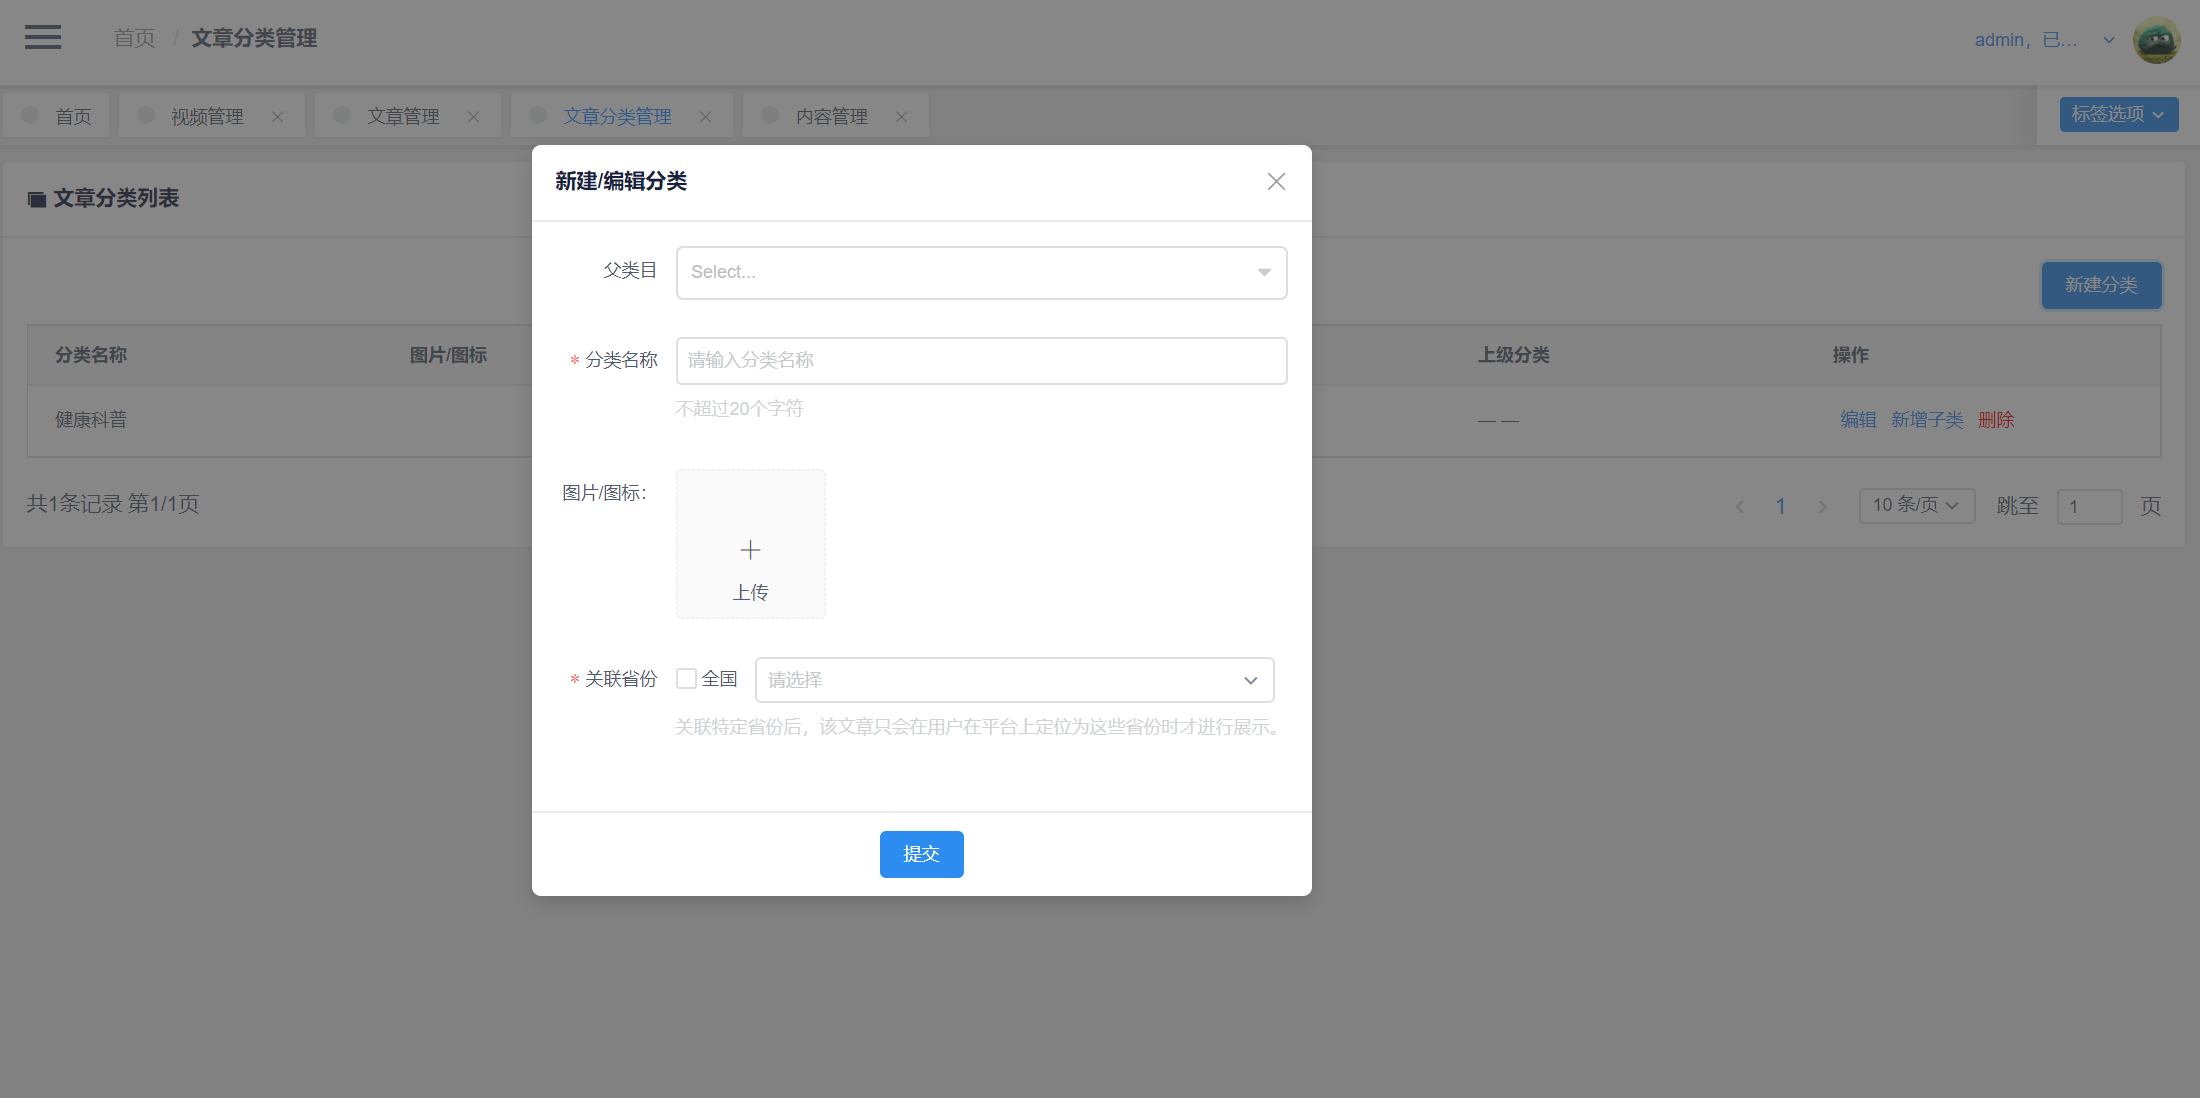 首页 / 文章分类管理
admin，已...
首页
视频管理
文章管理
文章分类管理
内容管理
标签选项
文章分类列表
新建分类
分类名称
图片/图标
上级分类
操作
健康科普
— —
编辑 新增子类 删除
共1条记录 第1/1页
1
10 条/页
跳至
1
页
新建/编辑分类
父类目
Select...
* 分类名称
请输入分类名称
不超过20个字符
图片/图标：
上传
* 关联省份
全国
请选择
关联特定省份后，该文章只会在用户在平台上定位为这些省份时才进行展示。
提交